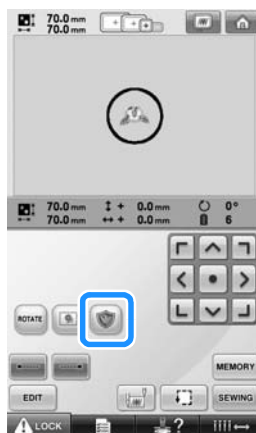 70.0 mm
70.0 mm
70.0 mm ↕ + 0.0 mm 0°
70.0 mm ↔ + 0.0 mm 6
ROTATE
MEMORY
EDIT
SEWING
LOCK
?